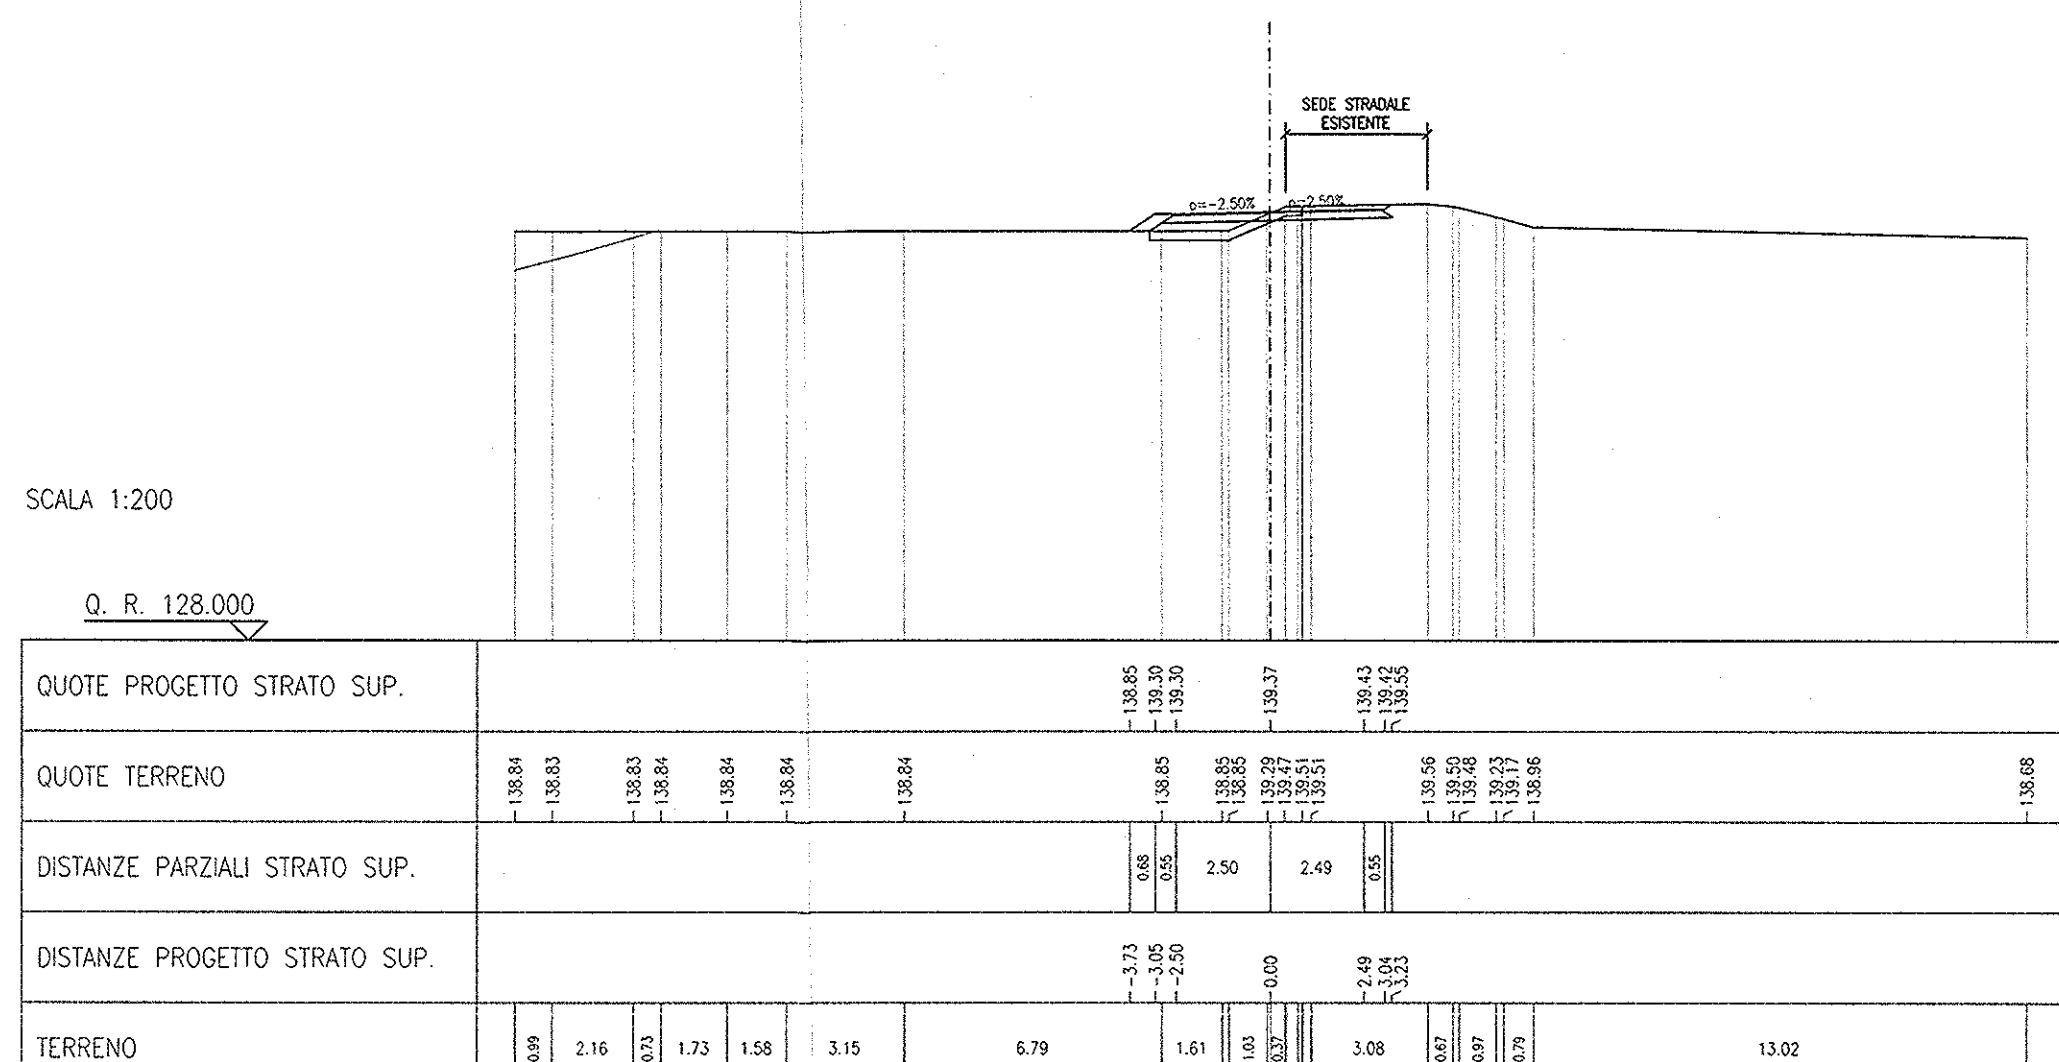 SEDE STRADALE
ESISTENTE
p=-2.50% p=-2.50%
SCALA 1:200
Q. R. 128.000
QUOTE PROGETTO STRATO SUP. 138.85 139.30 139.30 139.37 139.43 139.42 139.55
QUOTE TERRENO 138.84 138.83 138.83 138.84 138.84 138.84 138.84 138.85 138.85 138.85 139.29 139.47 139.51 139.51 139.56 139.50 139.48 139.23 139.17 138.96 138.68
DISTANZE PARZIALI STRATO SUP. 0.68 0.55 2.50 2.49 0.55
DISTANZE PROGETTO STRATO SUP. -3.73 -3.05 -2.50 0.00 2.49 3.04 3.23
TERRENO 0.99 2.16 0.73 1.73 1.58 3.15 6.79 1.61 1.03 0.37 3.08 0.67 0.97 0.79 13.02